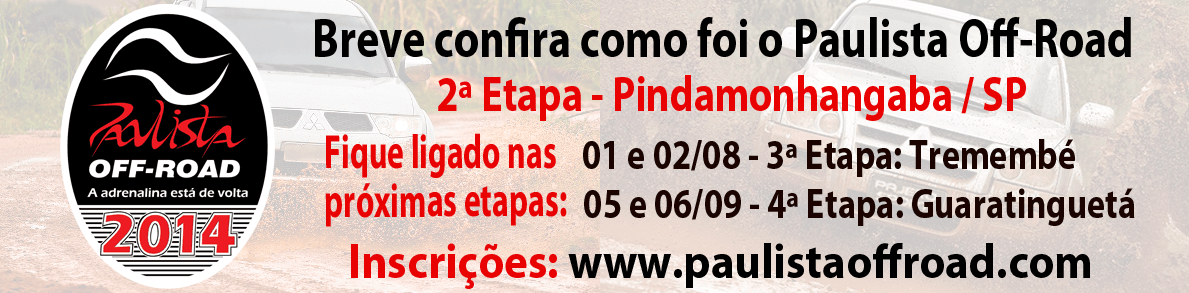 Paulista
OFF-ROAD
A adrenalina está de volta
2014
Breve confira como foi o Paulista Off-Road
2ª Etapa - Pindamonhangaba / SP
Fique ligado nas 01 e 02/08 - 3ª Etapa: Tremembé
próximas etapas: 05 e 06/09 - 4ª Etapa: Guaratinguetá
Inscrições: www.paulistaoffroad.com